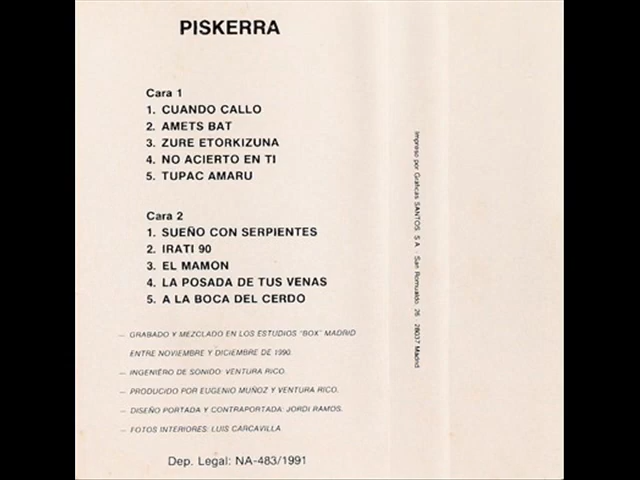 PISKERRA
Cara 1
1. CUANDO CALLO
2. AMETS BAT
3. ZURE ETORKIZUNA
4. NO ACIERTO EN TI
5. TUPAC AMARU
Cara 2
1. SUEÑO CON SERPIENTES
2. IRATI 90
3. EL MAMON
4. LA POSADA DE TUS VENAS
5. A LA BOCA DEL CERDO
— GRABADO Y MEZCLADO EN LOS ESTUDIOS "BOX" MADRID
ENTRE NOVIEMBRE Y DICIEMBRE DE 1990.
— INGENIERO DE SONIDO: VENTURA RICO.
— PRODUCIDO POR EUGENIO MUÑOZ Y VENTURA RICO.
— DISEÑO PORTADA Y CONTRAPORTADA: JORDI RAMOS.
— FOTOS INTERIORES: LUIS CARCAVILLA
Dep. Legal: NA-483/1991
Impreso por Gráficas SANTOS, S.A. San Romualdo, 26 28037 Madrid